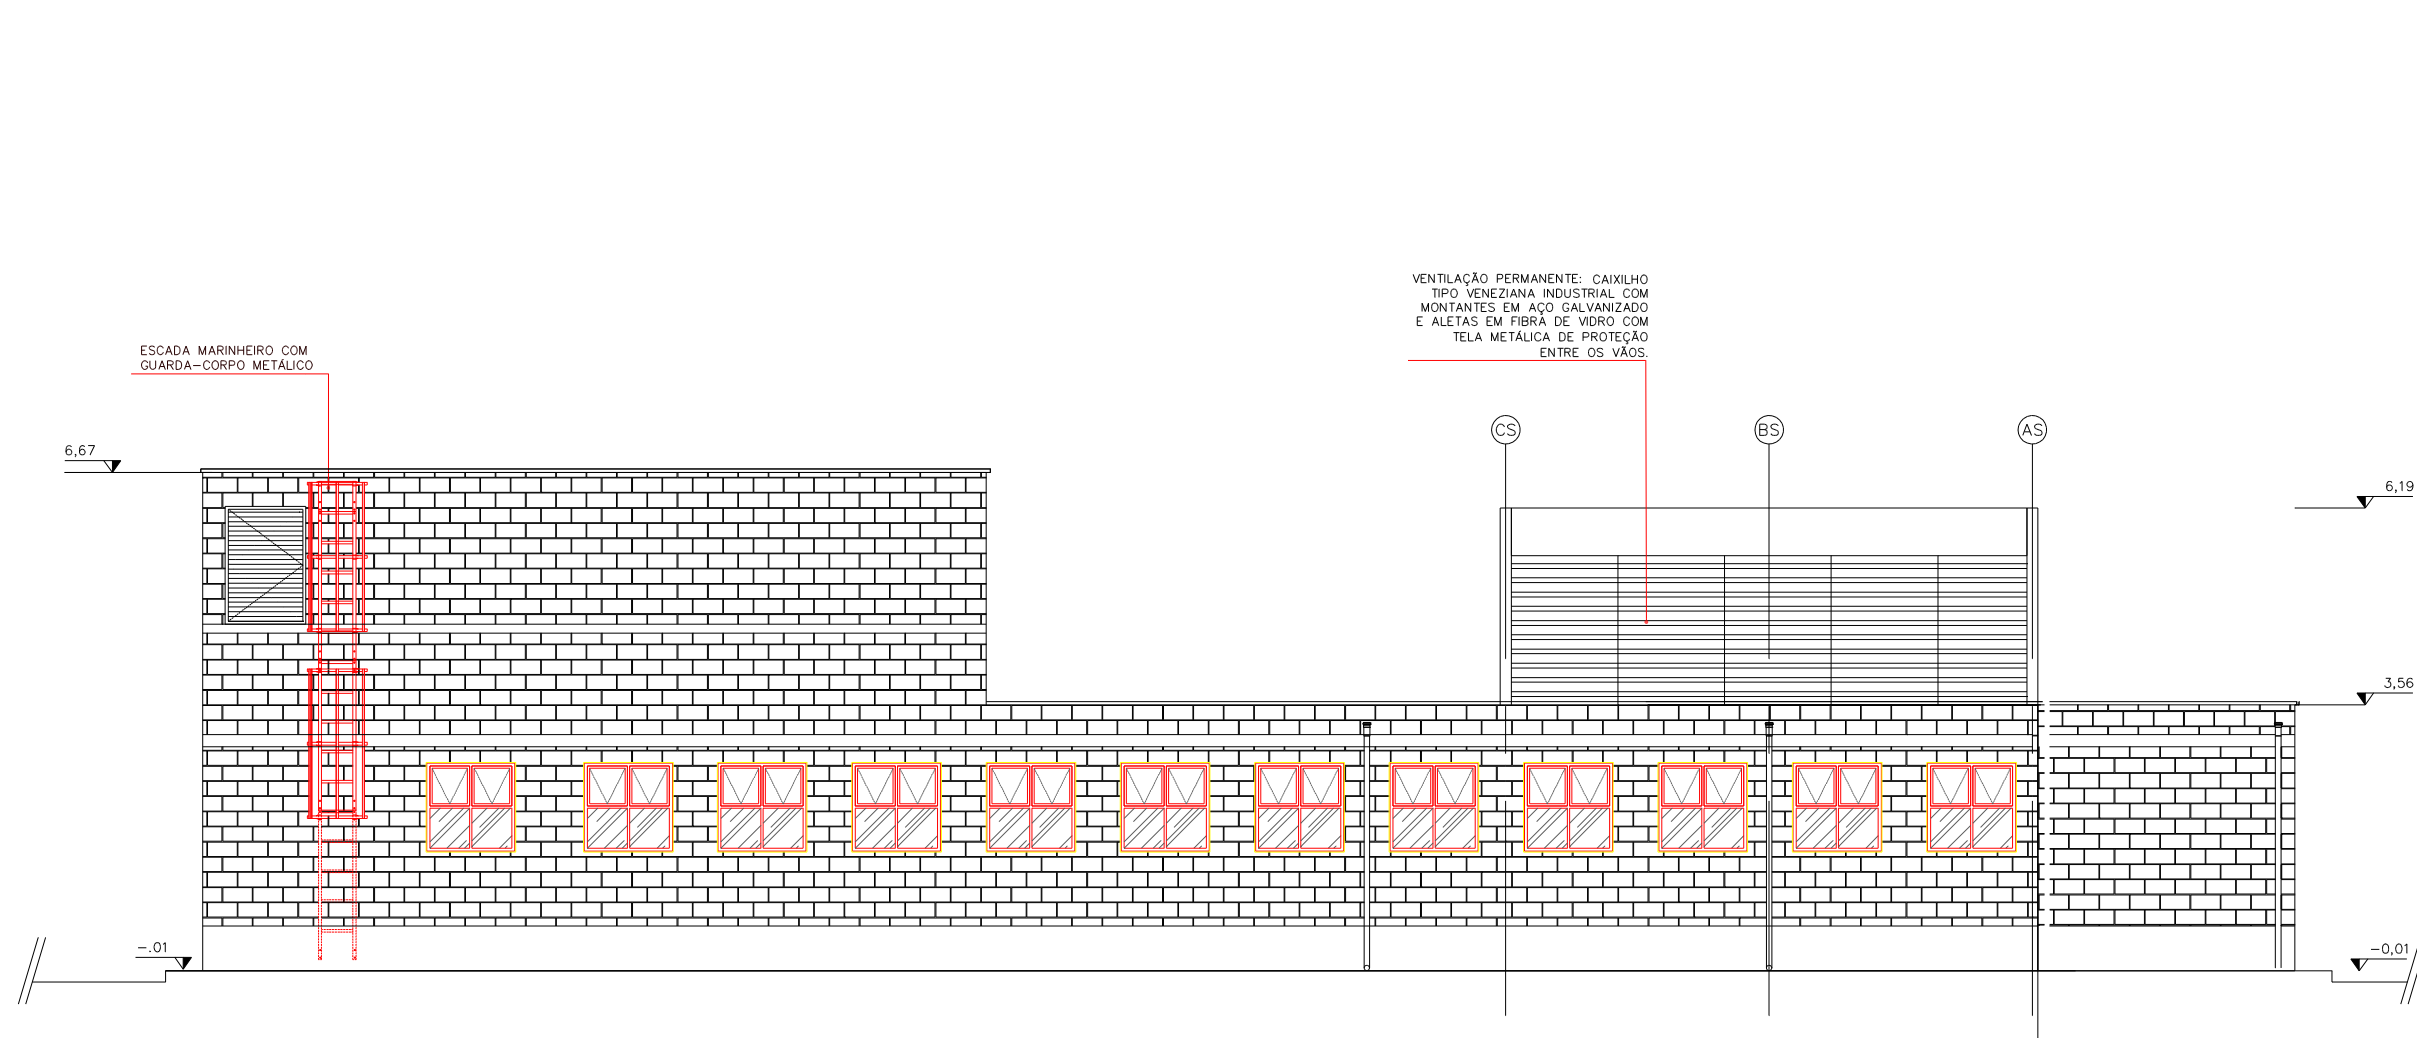 VENTILAÇÃO PERMANENTE: CAIXILHO
TIPO VENEZIANA INDUSTRIAL COM
MONTANTES EM AÇO GALVANIZADO
E ALETAS EM FIBRA DE VIDRO COM
TELA METÁLICA DE PROTEÇÃO
ENTRE OS VÃOS.
ESCADA MARINHEIRO COM
GUARDA-CORPO METÁLICO
CS
BS
AS
6,67
6,19
3,56
-.01
-0,01